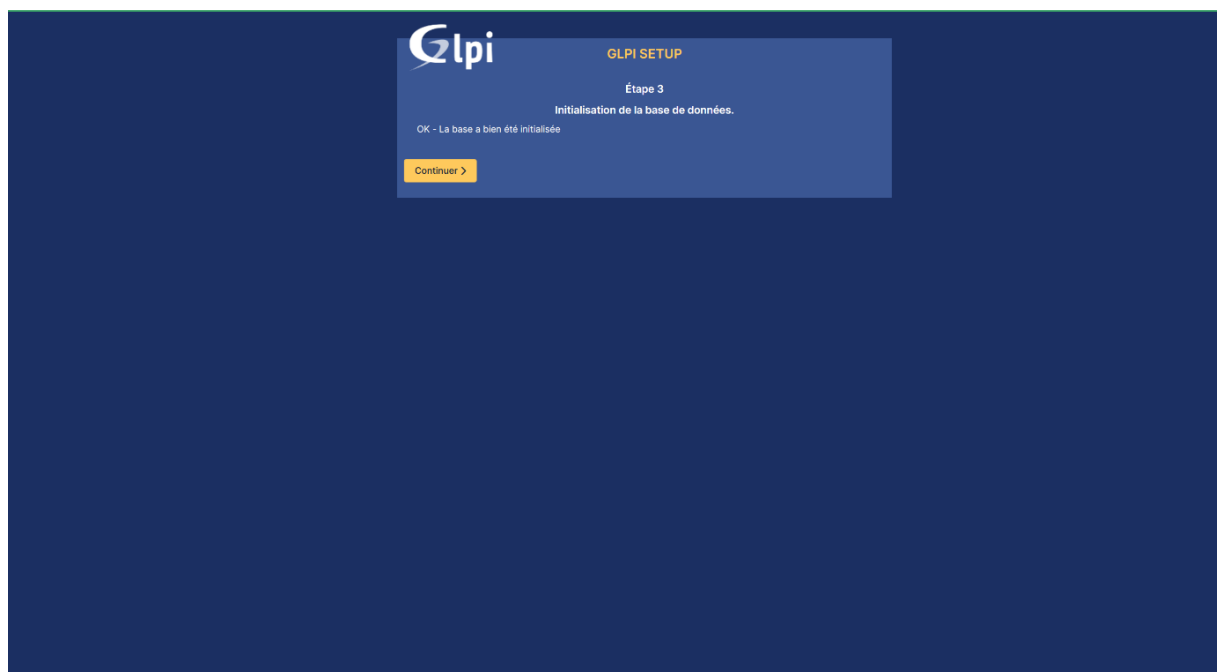 Glpi
GLPI SETUP
Étape 3
Initialisation de la base de données.
OK - La base a bien été initialisée
Continuer